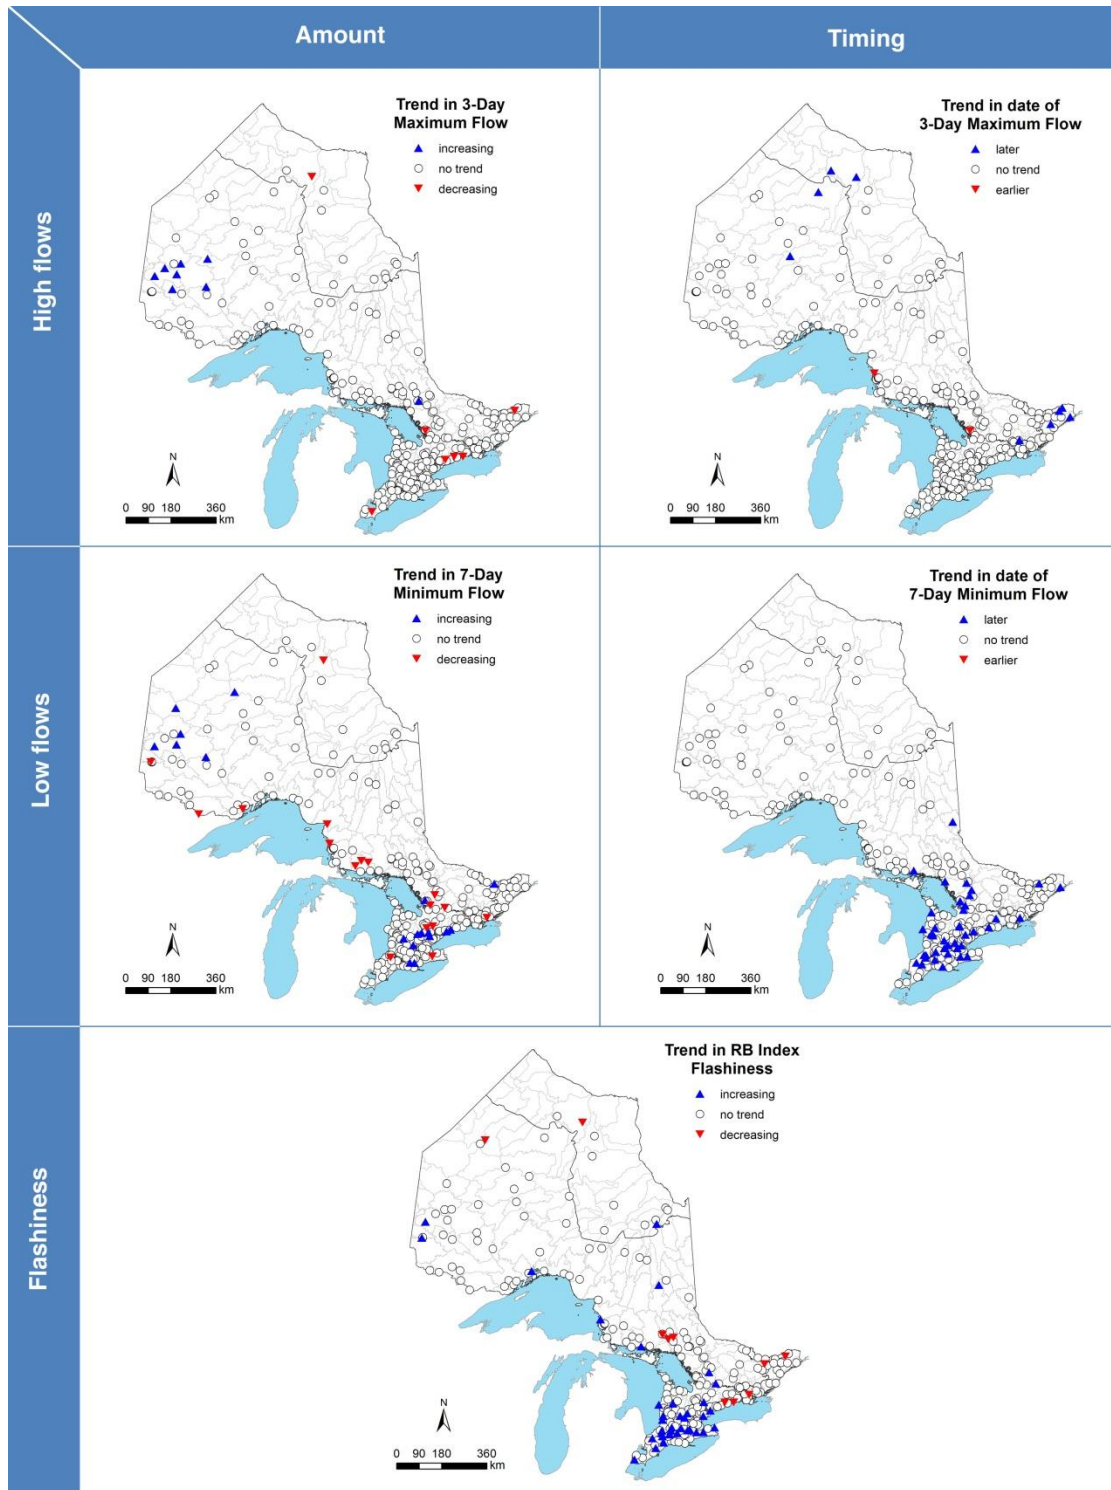 Amount
Timing
High flows
Trend in 3-Day
Maximum Flow
increasing
no trend
decreasing
N
0 90 180 360
km
Trend in date of
3-Day Maximum Flow
later
no trend
earlier
N
0 90 180 360
km
Low flows
Trend in 7-Day
Minimum Flow
increasing
no trend
decreasing
N
0 90 180 360
km
Trend in date of
7-Day Minimum Flow
later
no trend
earlier
N
0 90 180 360
km
Flashiness
Trend in RB Index
Flashiness
increasing
no trend
decreasing
N
0 90 180 360
km